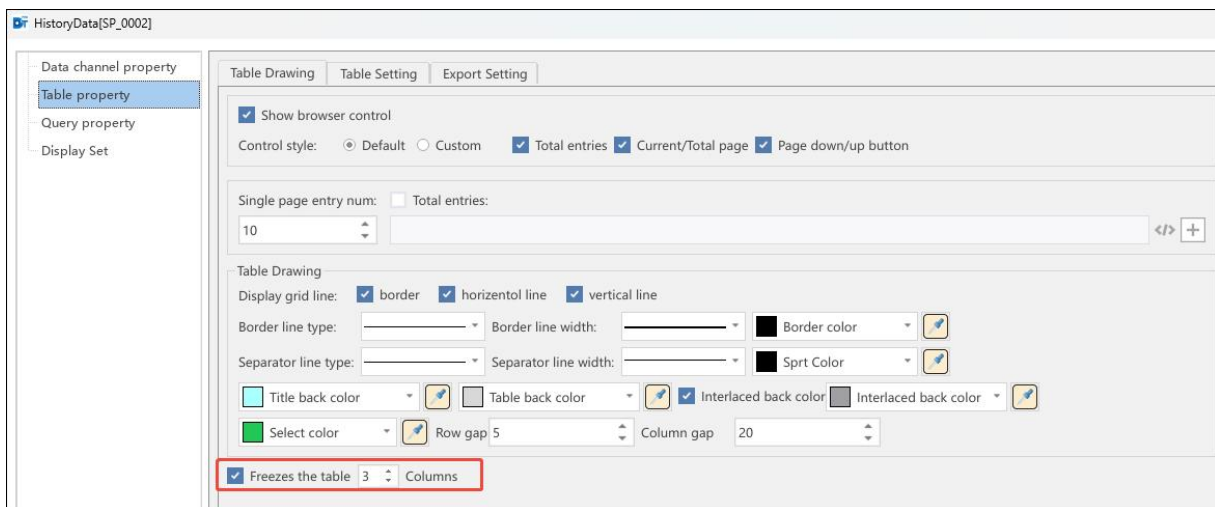 HistoryData[SP_0002]
Data channel property
Table property
Query property
Display Set
Table Drawing Table Setting Export Setting
Show browser control
Control style: Default Custom Total entries Current/Total page Page down/up button
Single page entry num: Total entries:
10 </>
Table Drawing
Display grid line: border horizentol line vertical line
Border line type: Border line width: Border color
Separator line type: Separator line width: Sprt Color
Title back color Table back color Interlaced back color Interlaced back color
Select color Row gap 5 Column gap 20
Freezes the table 3 Columns